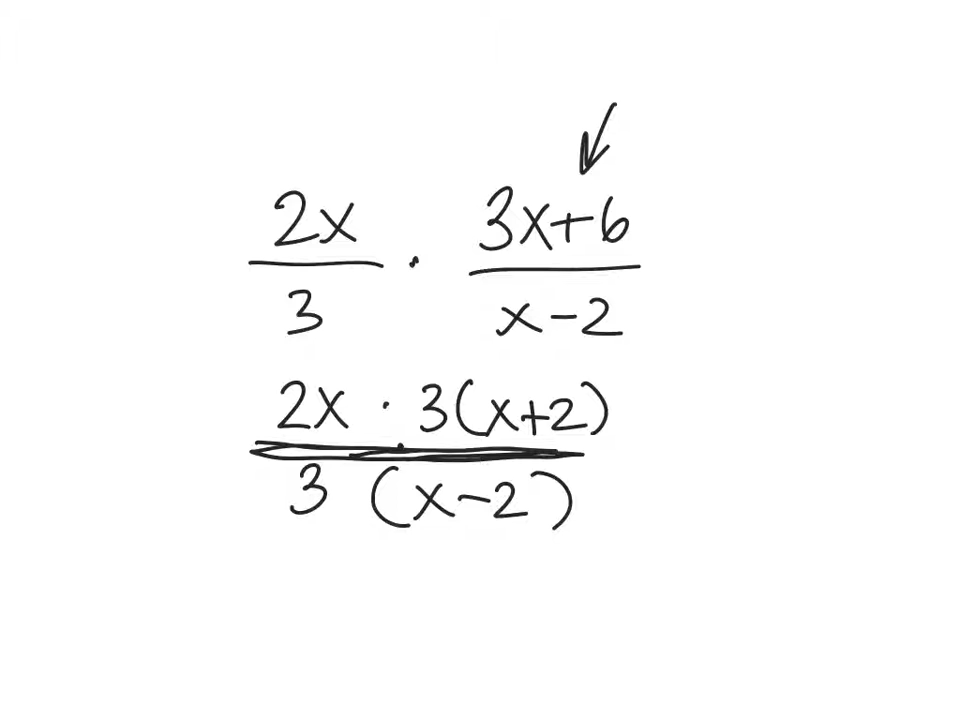 2x/3 · 3x+6/x-2
2x · 3(x+2)
3 (x-2)